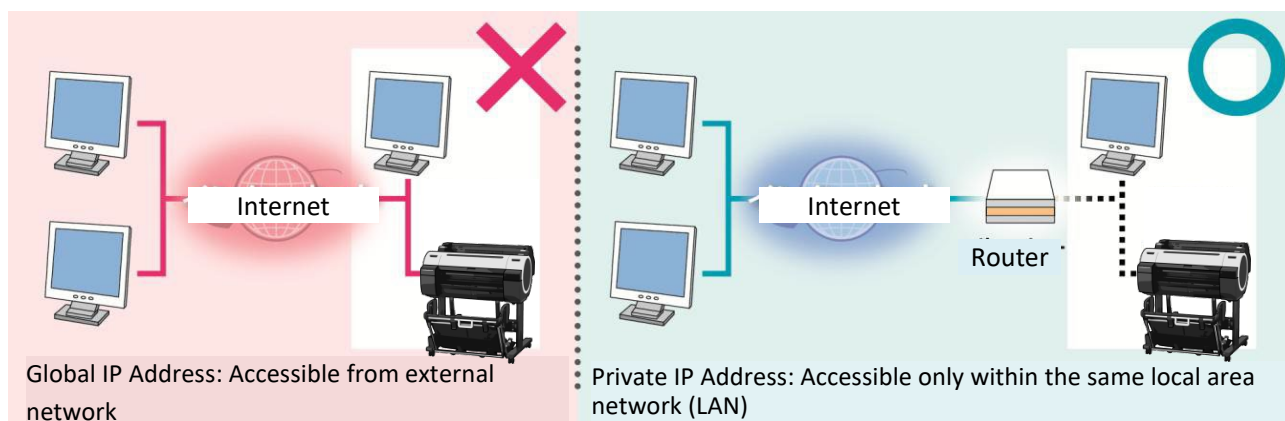 Internet
Internet
Router
Global IP Address: Accessible from external
network
Private IP Address: Accessible only within the same local area
network (LAN)